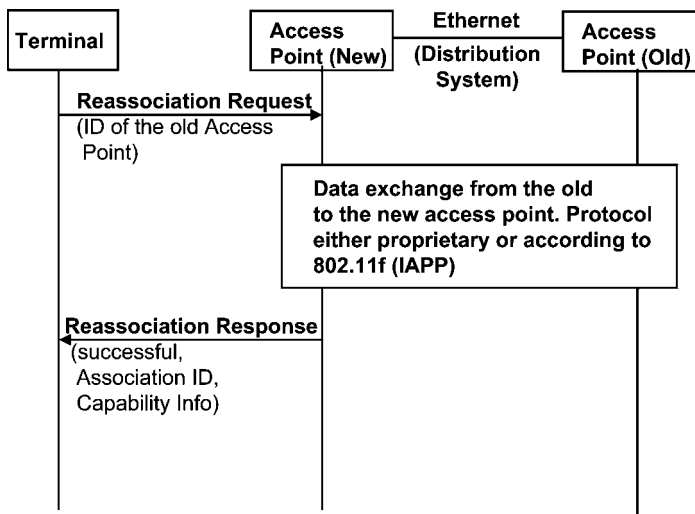 Terminal
Access
Point (New)
Ethernet
(Distribution
System)
Access
Point (Old)
Reassociation Request
(ID of the old Access
Point)
Data exchange from the old
to the new access point. Protocol
either proprietary or according to
802.11f (IAPP)
Reassociation Response
(successful,
Association ID,
Capability Info)